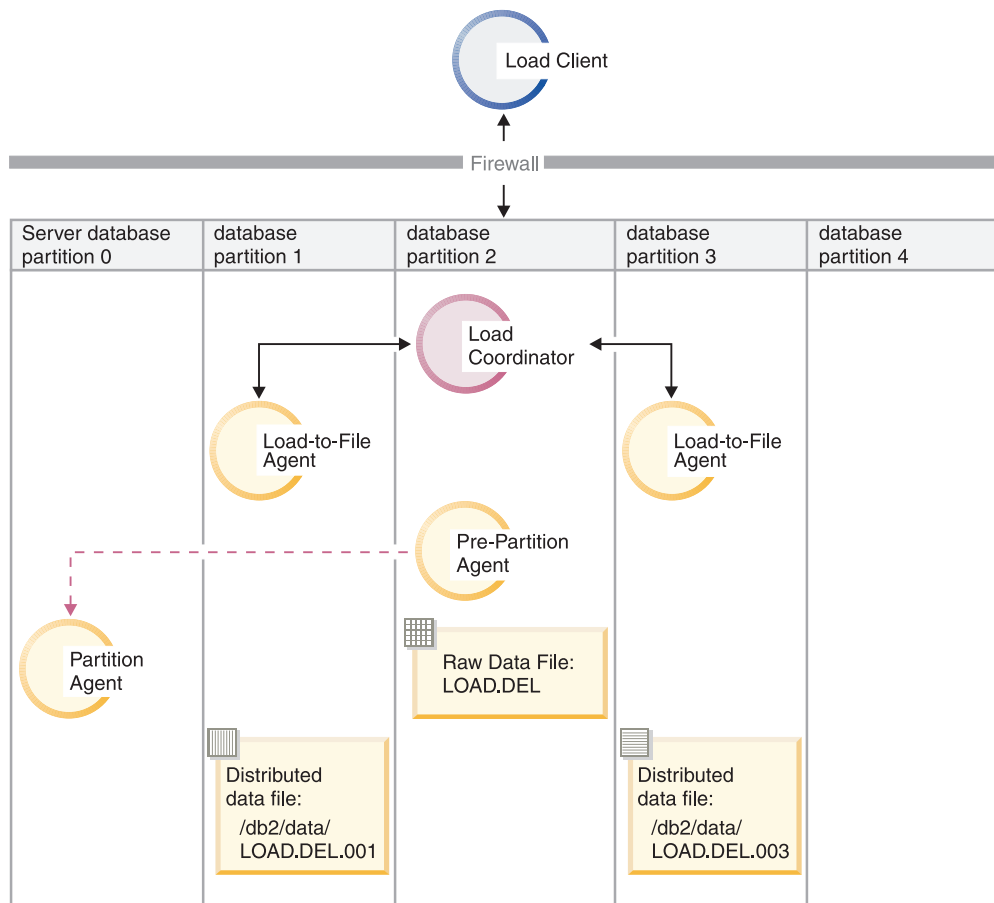 Load Client
Firewall
Server database
partition 0
database
partition 1
database
partition 2
database
partition 3
database
partition 4
Load
Coordinator
Load-to-File
Agent
Load-to-File
Agent
Pre-Partition
Agent
Partition
Agent
Raw Data File:
LOAD.DEL
Distributed
data file:
/db2/data/
LOAD.DEL.001
Distributed
data file:
/db2/data/
LOAD.DEL.003